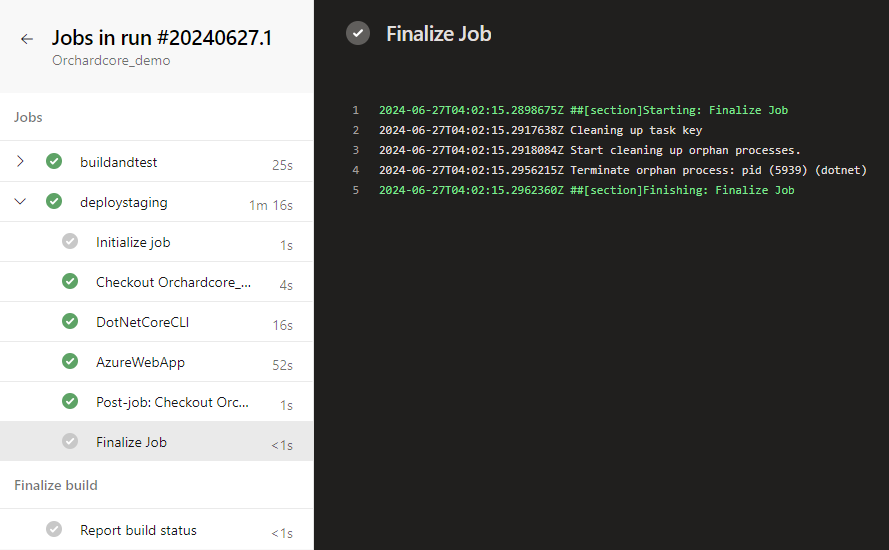 Jobs in run #20240627.1
Orchardcore_demo
Jobs
buildandtest 25s
deploystaging 1m 16s
Initialize job 1s
Checkout Orchardcore_... 4s
DotNetCoreCLI 16s
AzureWebApp 52s
Post-job: Checkout Orc... 1s
Finalize Job <1s
Finalize build
Report build status <1s
Finalize Job
1 2024-06-27T04:02:15.2898675Z ##[section]Starting: Finalize Job
2 2024-06-27T04:02:15.2917638Z Cleaning up task key
3 2024-06-27T04:02:15.2918084Z Start cleaning up orphan processes.
4 2024-06-27T04:02:15.2956215Z Terminate orphan process: pid (5939) (dotnet)
5 2024-06-27T04:02:15.2962360Z ##[section]Finishing: Finalize Job